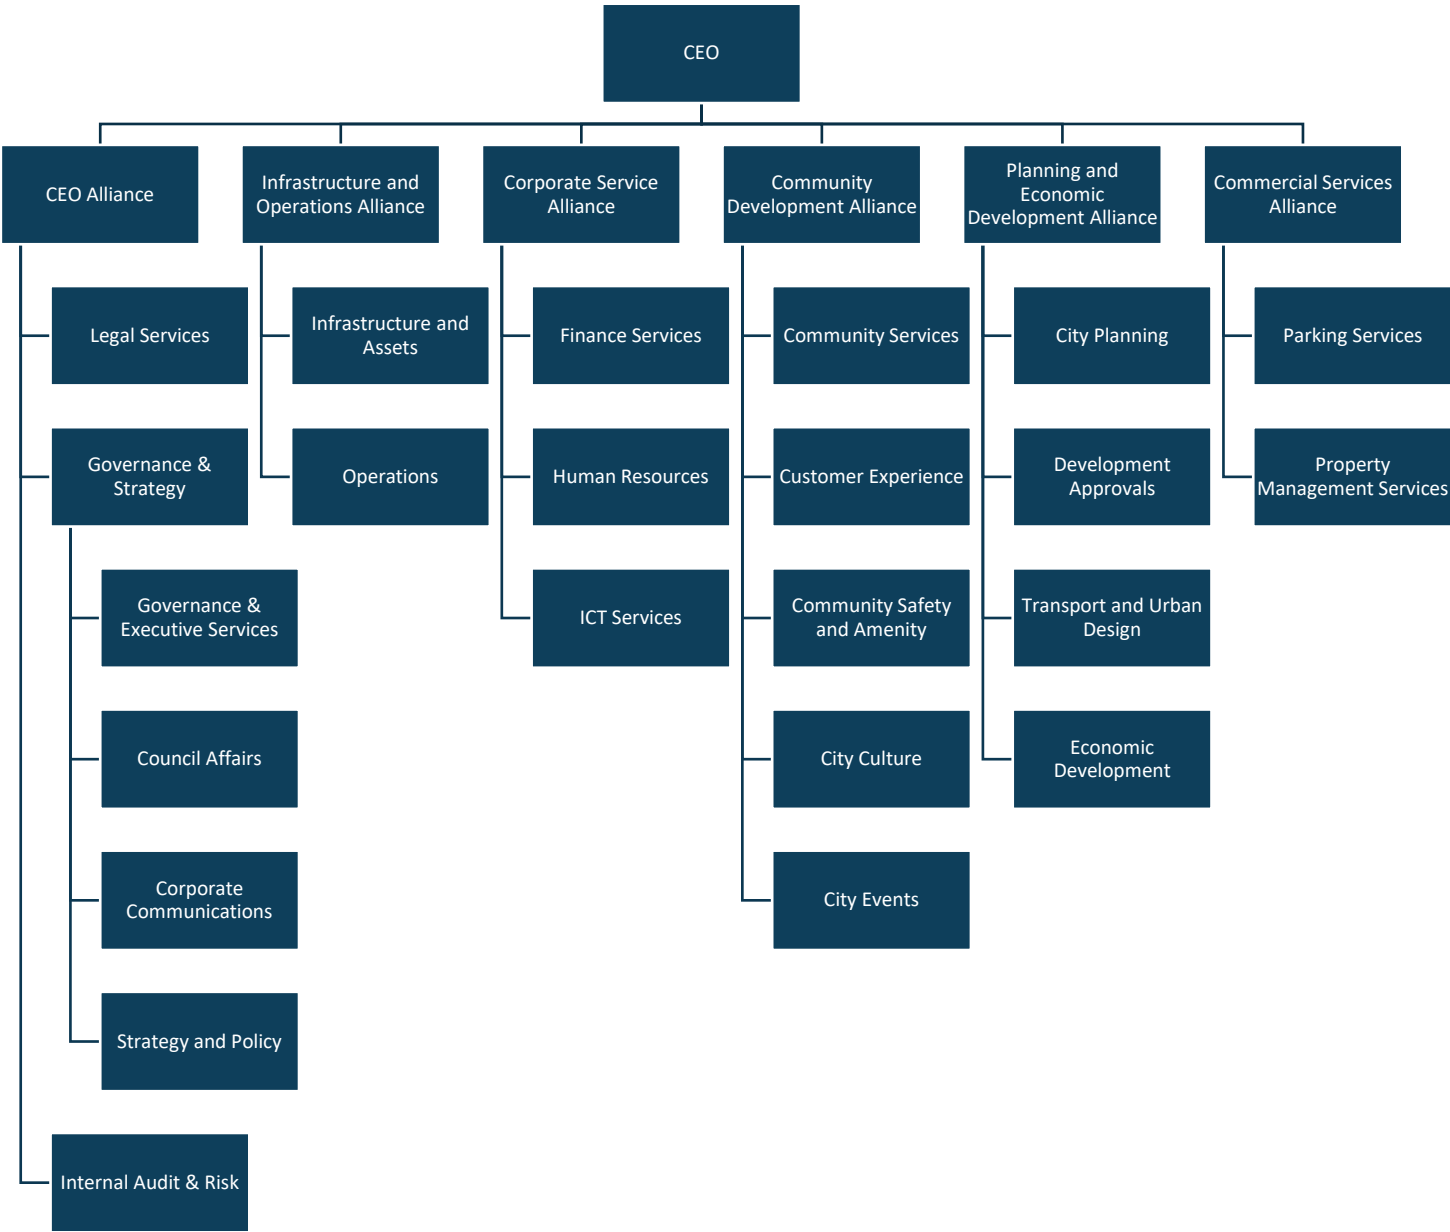 CEO
CEO Alliance
Infrastructure and
Operations Alliance
Corporate Service
Alliance
Community
Development Alliance
Planning and
Economic
Development Alliance
Commercial Services
Alliance
Legal Services
Infrastructure and
Assets
Finance Services
Community Services
City Planning
Parking Services
Governance &
Strategy
Operations
Human Resources
Customer Experience
Development
Approvals
Property
Management Services
Governance &
Executive Services
ICT Services
Community Safety
and Amenity
Transport and Urban
Design
Council Affairs
City Culture
Economic
Development
Corporate
Communications
City Events
Strategy and Policy
Internal Audit & Risk